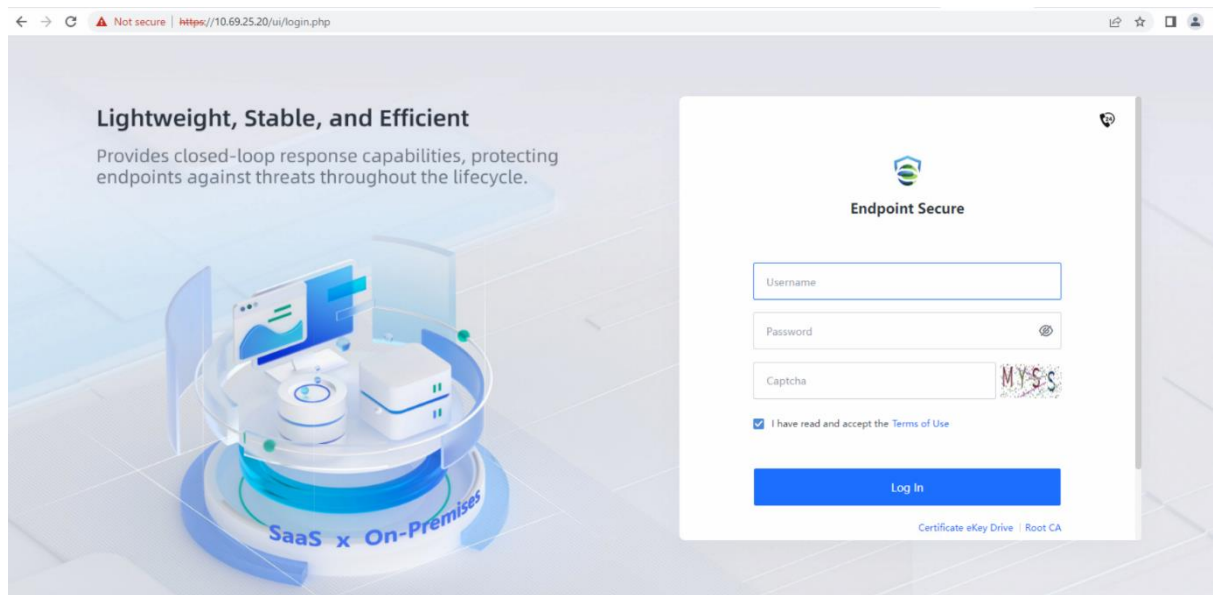 Not secure | https://10.69.25.20/ui/login.php
Lightweight, Stable, and Efficient
Provides closed-loop response capabilities, protecting
endpoints against threats throughout the lifecycle.
SaaS x On-Premises
24
Endpoint Secure
Username
Password
Captcha
MYSS
I have read and accept the Terms of Use
Log In
Certificate eKey Drive | Root CA